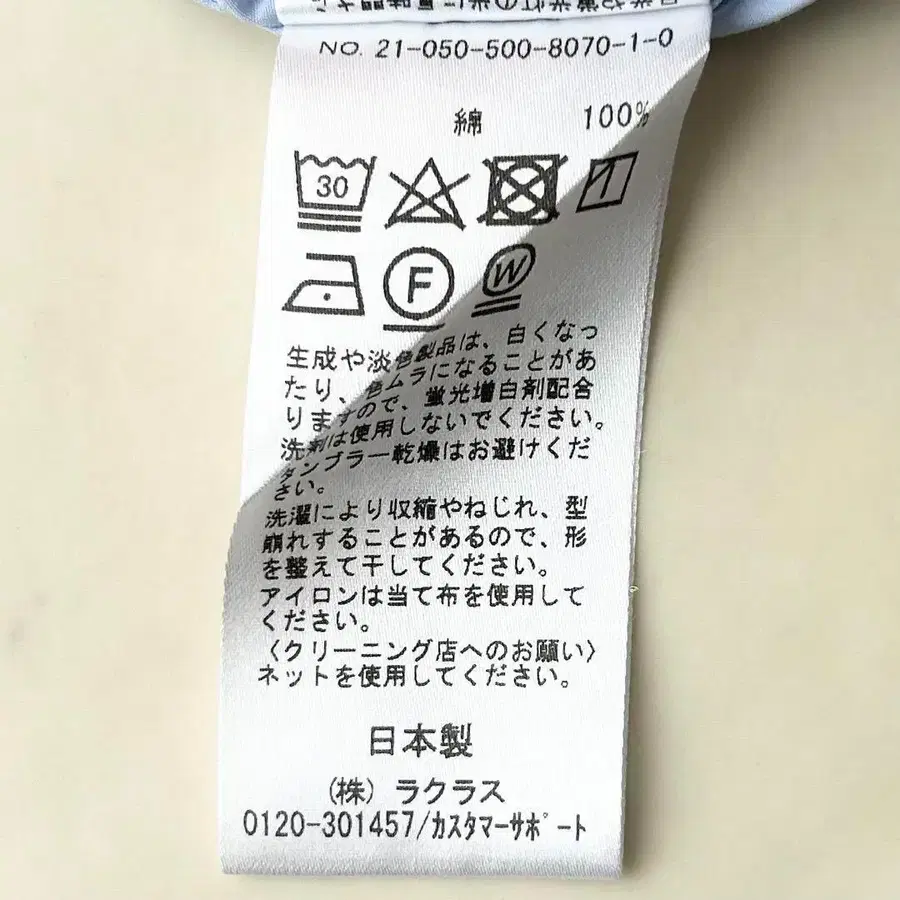 NO. 21-050-500-8070-1-0
綿 100%
30
F
W
生成や淡色製品は、白くなっ
たり、色ムラになることがあ
りますので、蛍光増白剤配合
洗剤は使用しないでください。
タンブラー乾燥はお避けくだ
さい。
洗濯により収縮やねじれ、型
崩れすることがあるので、形
を整えて干してください。
アイロンは当て布を使用して
ください。
〈クリーニング店へのお願い〉
ネットを使用してください。
日本製
(株) ラクラス
0120-301457/カスタマーサポート